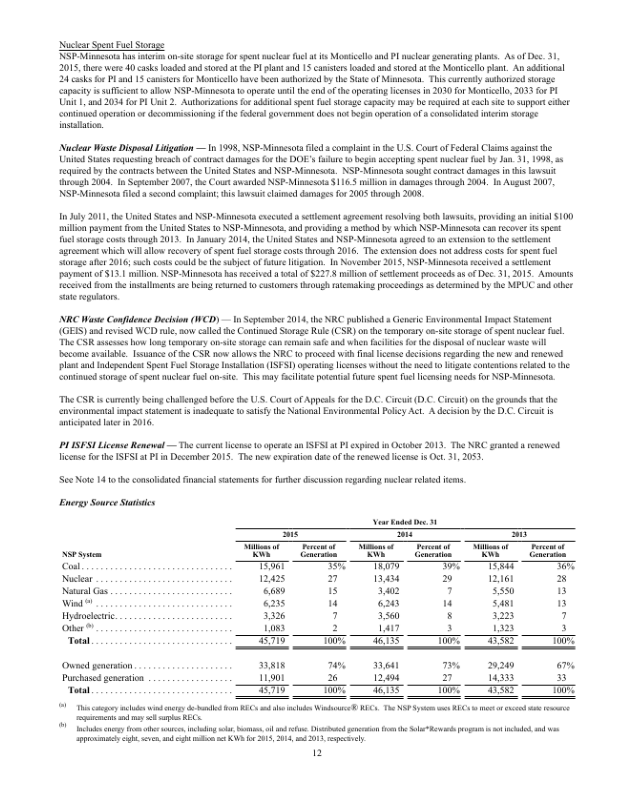 Nuclear Spent Fuel Storage
NSP-Minnesota has interim on-site storage for spent nuclear fuel at its Monticello and PI nuclear generating plants.  As of Dec. 31,
2015, there were 40 casks loaded and stored at the PI plant and 15 canisters loaded and stored at the Monticello plant.  An additional
24 casks for PI and 15 canisters for Monticello have been authorized by the State of Minnesota.  This currently authorized storage
capacity is sufficient to allow NSP-Minnesota to operate until the end of the operating licenses in 2030 for Monticello, 2033 for PI
Unit 1, and 2034 for PI Unit 2.  Authorizations for additional spent fuel storage capacity may be required at each site to support either
continued operation or decommissioning if the federal government does not begin operation of a consolidated interim storage
installation.
Nuclear Waste Disposal Litigation — In 1998, NSP-Minnesota filed a complaint in the U.S. Court of Federal Claims against the
United States requesting breach of contract damages for the DOE's failure to begin accepting spent nuclear fuel by Jan. 31, 1998, as
required by the contracts between the United States and NSP-Minnesota.  NSP-Minnesota sought contract damages in this lawsuit
through 2004.  In September 2007, the Court awarded NSP-Minnesota $116.5 million in damages through 2004.  In August 2007,
NSP-Minnesota filed a second complaint; this lawsuit claimed damages for 2005 through 2008.
In July 2011, the United States and NSP-Minnesota executed a settlement agreement resolving both lawsuits, providing an initial $100
million payment from the United States to NSP-Minnesota, and providing a method by which NSP-Minnesota can recover its spent
fuel storage costs through 2013.  In January 2014, the United States and NSP-Minnesota agreed to an extension to the settlement
agreement which will allow recovery of spent fuel storage costs through 2016.  The extension does not address costs for spent fuel
storage after 2016; such costs could be the subject of future litigation.  In November 2015, NSP-Minnesota received a settlement
payment of $13.1 million. NSP-Minnesota has received a total of $227.8 million of settlement proceeds as of Dec. 31, 2015.  Amounts
received from the installments are being returned to customers through ratemaking proceedings as determined by the MPUC and other
state regulators.
NRC Waste Confidence Decision (WCD) — In September 2014, the NRC published a Generic Environmental Impact Statement
(GEIS) and revised WCD rule, now called the Continued Storage Rule (CSR) on the temporary on-site storage of spent nuclear fuel.
The CSR assesses how long temporary on-site storage can remain safe and when facilities for the disposal of nuclear waste will
become available.  Issuance of the CSR now allows the NRC to proceed with final license decisions regarding the new and renewed
plant and Independent Spent Fuel Storage Installation (ISFSI) operating licenses without the need to litigate contentions related to the
continued storage of spent nuclear fuel on-site.  This may facilitate potential future spent fuel licensing needs for NSP-Minnesota.
The CSR is currently being challenged before the U.S. Court of Appeals for the D.C. Circuit (D.C. Circuit) on the grounds that the
environmental impact statement is inadequate to satisfy the National Environmental Policy Act.  A decision by the D.C. Circuit is
anticipated later in 2016.
PI ISFSI License Renewal — The current license to operate an ISFSI at PI expired in October 2013.  The NRC granted a renewed
license for the ISFSI at PI in December 2015.  The new expiration date of the renewed license is Oct. 31, 2053.
See Note 14 to the consolidated financial statements for further discussion regarding nuclear related items.
Energy Source Statistics
Year Ended Dec. 31
2015 2014 2013
NSP System Millions of KWh Percent of Generation Millions of KWh Percent of Generation Millions of KWh Percent of Generation
Coal 15,961 35% 18,079 39% 15,844 36%
Nuclear 12,425 27 13,434 29 12,161 28
Natural Gas 6,689 15 3,402 7 5,550 13
Wind (a) 6,235 14 6,243 14 5,481 13
Hydroelectric 3,326 7 3,560 8 3,223 7
Other (b) 1,083 2 1,417 3 1,323 3
Total 45,719 100% 46,135 100% 43,582 100%
Owned generation 33,818 74% 33,641 73% 29,249 67%
Purchased generation 11,901 26 12,494 27 14,333 33
Total 45,719 100% 46,135 100% 43,582 100%
(a) This category includes wind energy de-bundled from RECs and also includes Windsource® RECs.  The NSP System uses RECs to meet or exceed state resource
requirements and may sell surplus RECs.
(b) Includes energy from other sources, including solar, biomass, oil and refuse. Distributed generation from the Solar*Rewards program is not included, and was
approximately eight, seven, and eight million net KWh for 2015, 2014, and 2013, respectively.
12